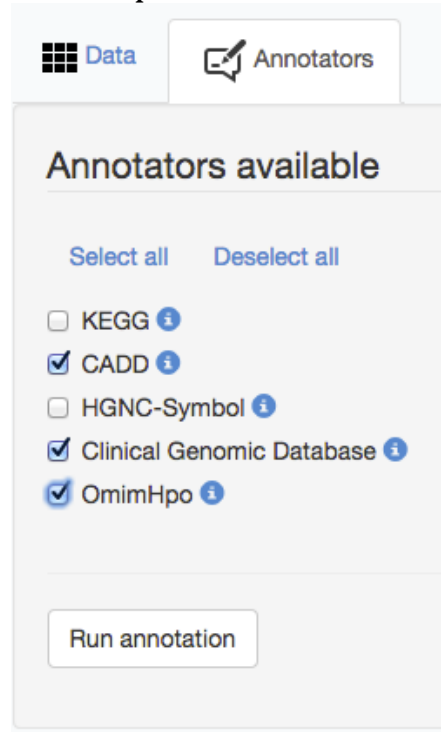 Data
Annotators
Annotators available
Select all
Deselect all
KEGG
CADD
HGNC-Symbol
Clinical Genomic Database
OmimHpo
Run annotation